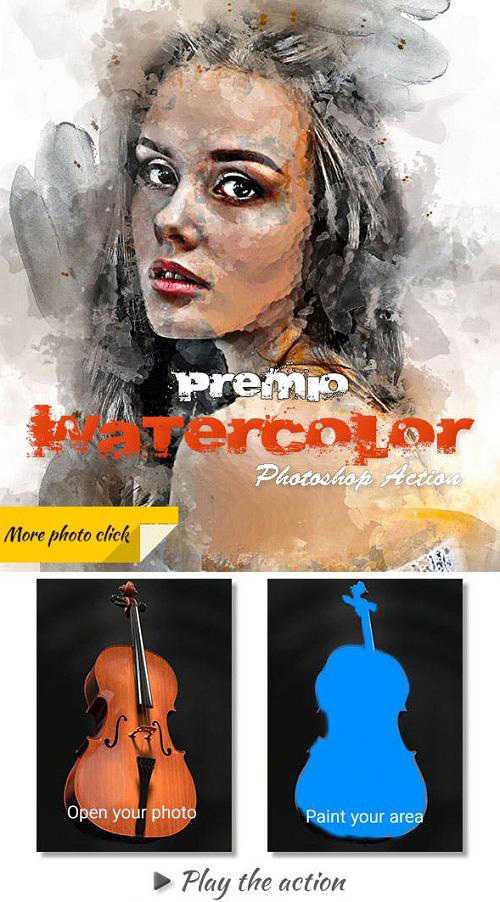 premio
Watercolor
Photoshop Action
More photo click
Open your photo
Paint your area
Play the action